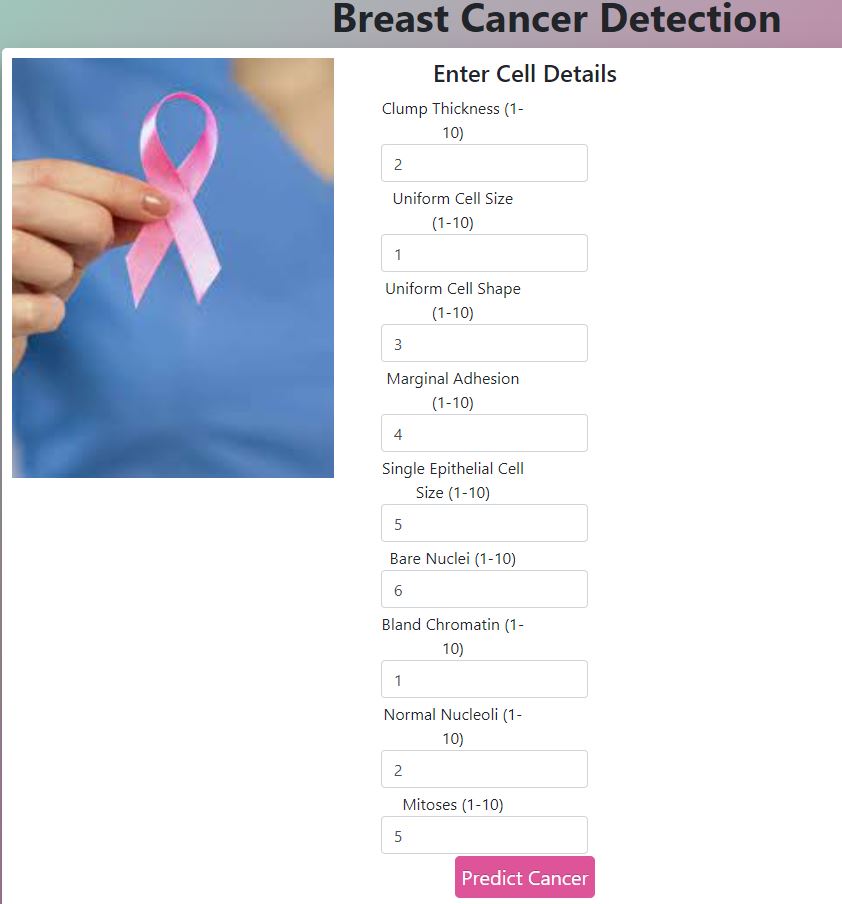 Breast Cancer Detection
Enter Cell Details
Clump Thickness (1-
10)
2
Uniform Cell Size
(1-10)
1
Uniform Cell Shape
(1-10)
3
Marginal Adhesion
(1-10)
4
Single Epithelial Cell
Size (1-10)
5
Bare Nuclei (1-10)
6
Bland Chromatin (1-
10)
1
Normal Nucleoli (1-
10)
2
Mitoses (1-10)
5
Predict Cancer